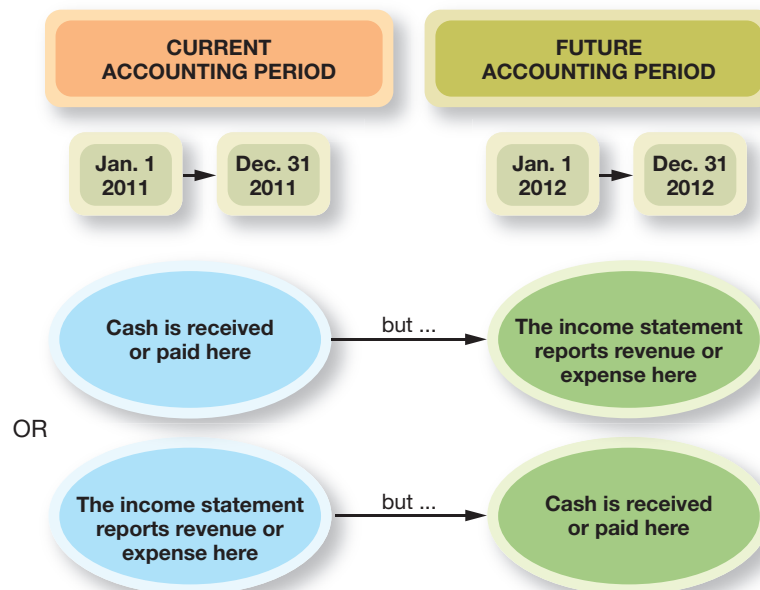 CURRENT
ACCOUNTING PERIOD
FUTURE
ACCOUNTING PERIOD
Jan. 1
2011
Dec. 31
2011
Jan. 1
2012
Dec. 31
2012
Cash is received
or paid here
but ...
The income statement
reports revenue or
expense here
OR
The income statement
reports revenue or
expense here
but ...
Cash is received
or paid here